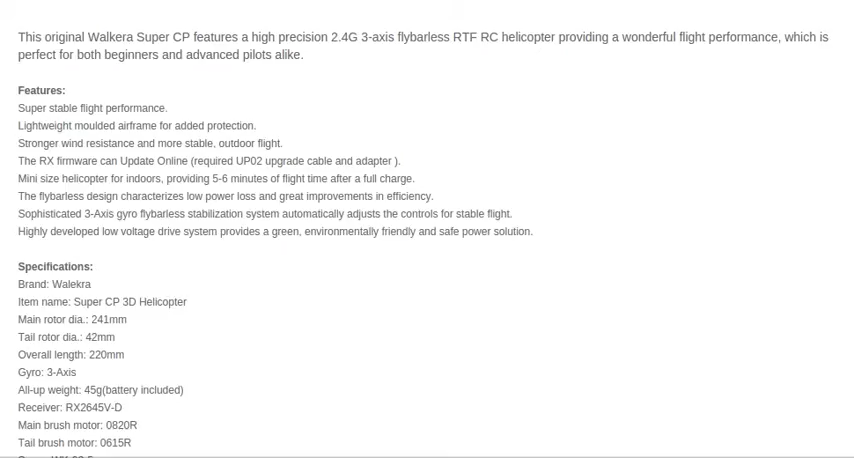 This original Walkera Super CP features a high precision 2.4G 3-axis flybarless RTF RC helicopter providing a wonderful flight performance, which is
perfect for both beginners and advanced pilots alike.
Features:
Super stable flight performance.
Lightweight moulded airframe for added protection.
Stronger wind resistance and more stable, outdoor flight.
The RX firmware can Update Online (required UP02 upgrade cable and adapter ).
Mini size helicopter for indoors, providing 5-6 minutes of flight time after a full charge.
The flybarless design characterizes low power loss and great improvements in efficiency.
Sophisticated 3-Axis gyro flybarless stabilization system automatically adjusts the controls for stable flight.
Highly developed low voltage drive system provides a green, environmentally friendly and safe power solution.
Specifications:
Brand: Walekra
Item name: Super CP 3D Helicopter
Main rotor dia.: 241mm
Tail rotor dia.: 42mm
Overall length: 220mm
Gyro: 3-Axis
All-up weight: 45g(battery included)
Receiver: RX2645V-D
Main brush motor: 0820R
Tail brush motor: 0615R